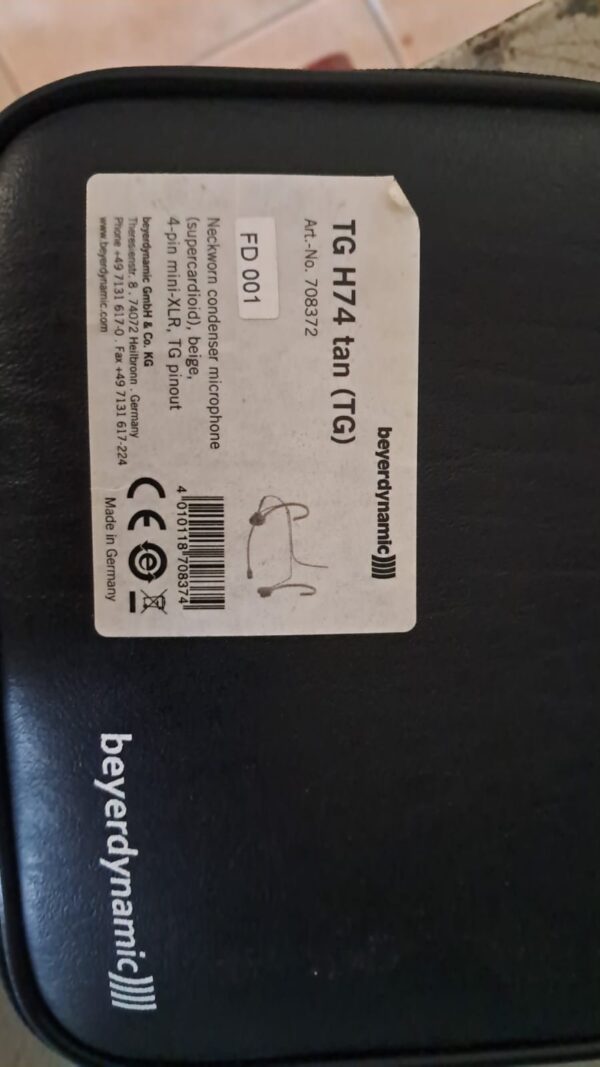 beyerdynamic
TG H74 tan (TG)
Art.-No. 708372
FD 001
Neckworn condenser microphone
(supercardioid), beige,
4-pin mini-XLR, TG pinout
4 010118 708374
beyerdynamic GmbH & Co. KG
Theresienstr. 8 . 74072 Heilbronn . Germany
Phone +49 7131 617-0 . Fax +49 7131 617-224
www.beyerdynamic.com
CE
Made in Germany
beyerdynamic